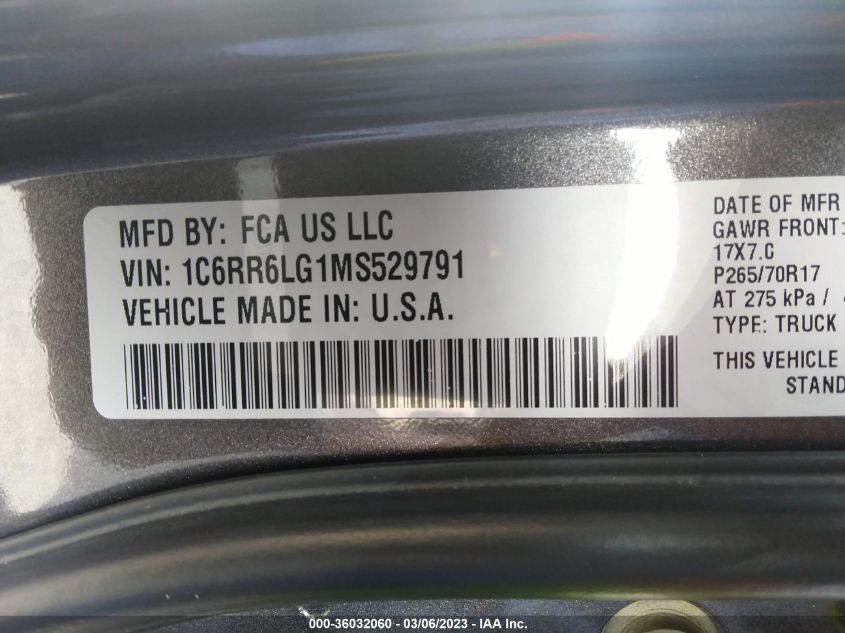 MFD BY: FCA US LLC
VIN: 1C6RR6LG1MS529791
VEHICLE MADE IN: U.S.A.
DATE OF MFR
GAWR FRONT:
17X7.C
P265/70R17
AT 275 kPa /
TYPE: TRUCK
THIS VEHICLE
STAND
000-36032060 - 03/06/2023 - IAA Inc.